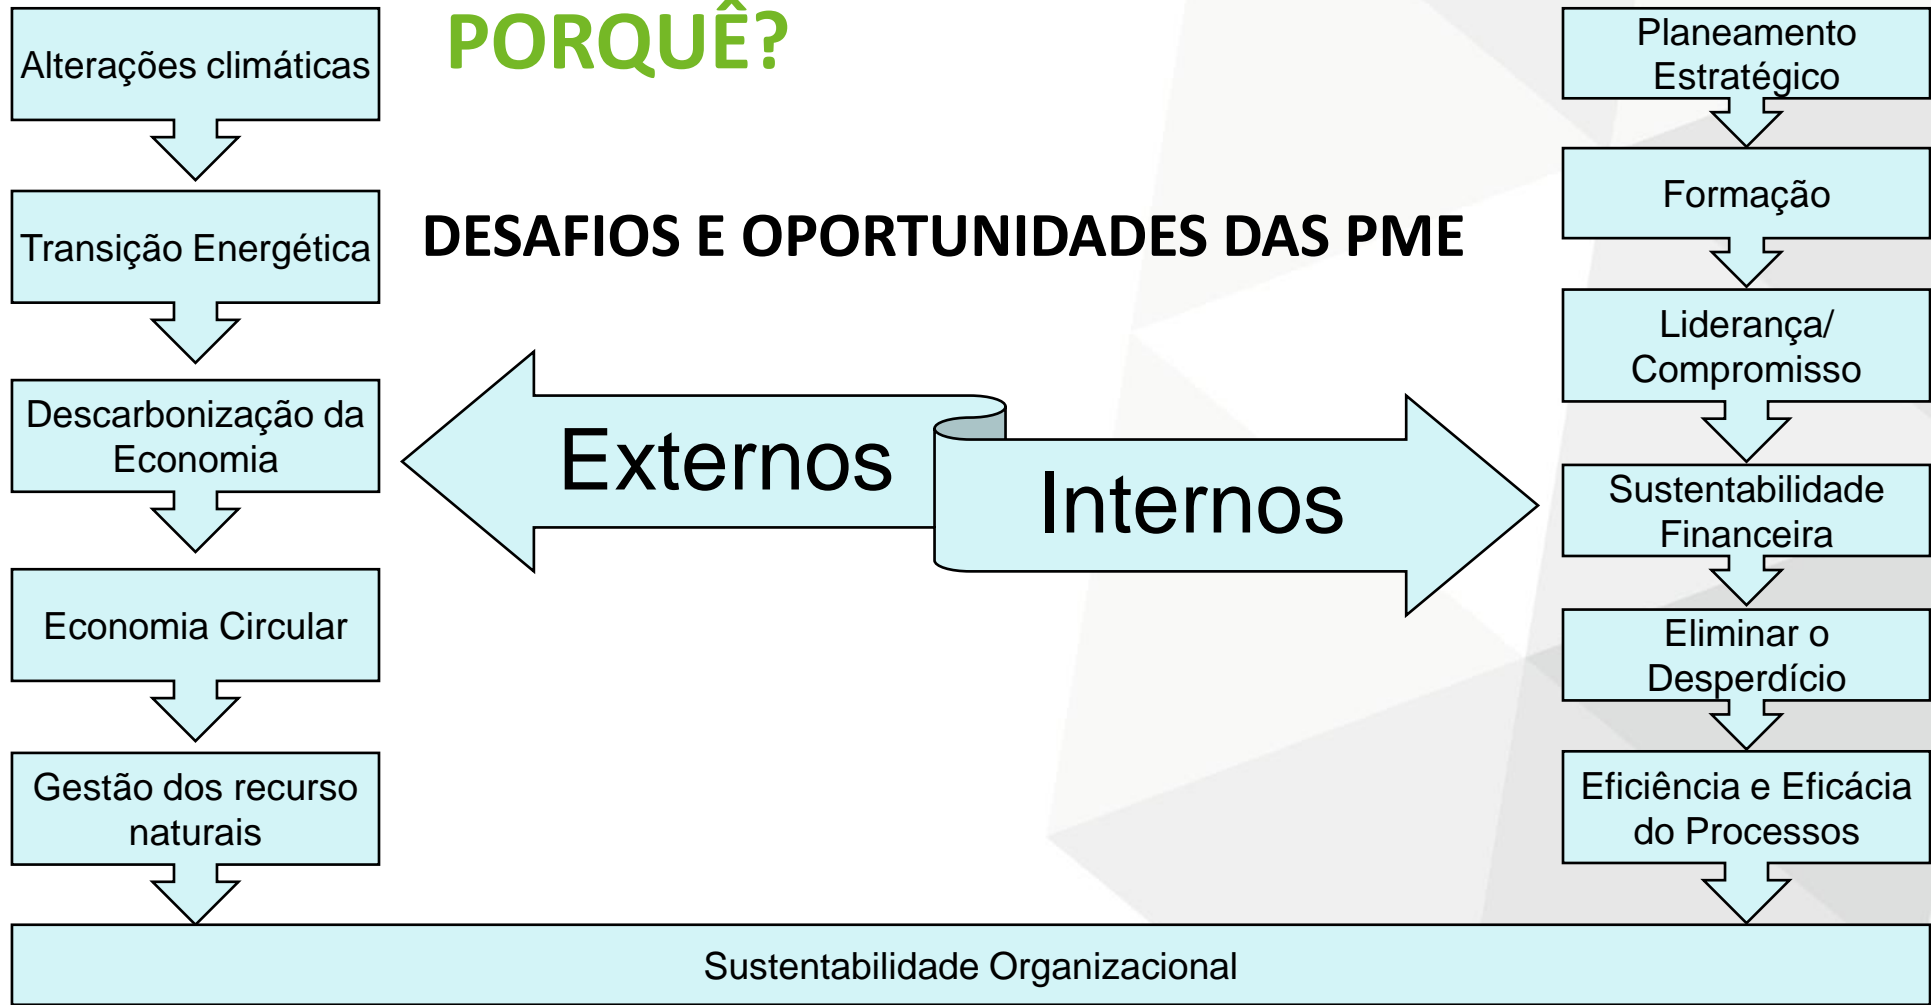 PORQUÊ?
DESAFIOS E OPORTUNIDADES DAS PME
Alterações climáticas
Transição Energética
Descarbonização da
Economia
Economia Circular
Gestão dos recurso
naturais
Externos
Internos
Planeamento
Estratégico
Formação
Liderança/
Compromisso
Sustentabilidade
Financeira
Eliminar o
Desperdício
Eficiência e Eficácia
do Processos
Sustentabilidade Organizacional